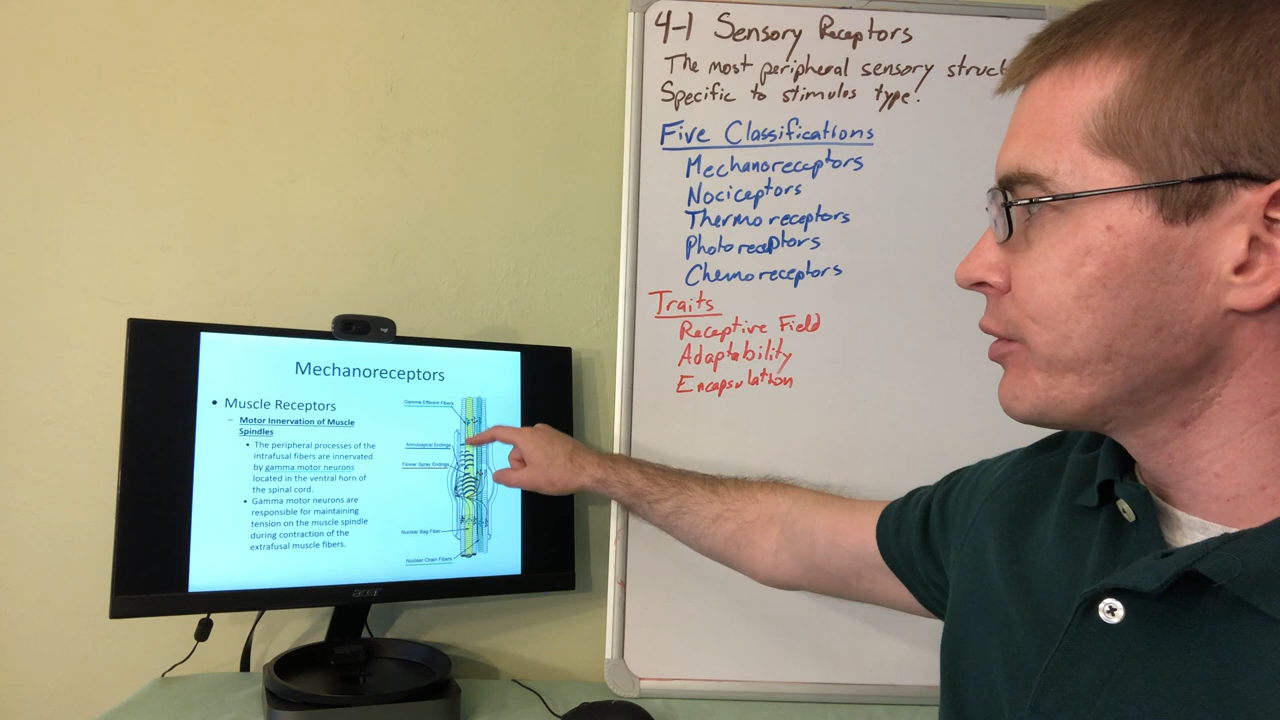 4-1 Sensory Receptors
The most peripheral sensory struct
Specific to stimulus type.
Five Classifications
Mechanoreceptors
Nociceptors
Thermoreceptors
Photoreceptors
Chemoreceptors
Traits
Receptive Field
Adaptability
Encapsulation
Mechanoreceptors
• Muscle Receptors
– Motor Innervation of Muscle
Spindles
• The peripheral processes of the
intrafusal fibers are innervated
by gamma motor neurons
located in the ventral horn of
the spinal cord.
• Gamma motor neurons are
responsible for maintaining
tension on the muscle spindle
during contraction of the
extrafusal muscle fibers.
Gamma Efferent Fibers
Annulospiral Endings
Flower Spray Endings
Nuclear Bag Fiber
Nuclear Chain Fibers
acer
logi